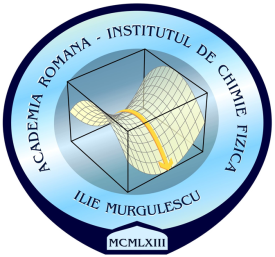 ACADEMIA ROMANA - INSTITUTUL DE CHIMIE FIZICA
ILIE MURGULESCU
MCMLXIII